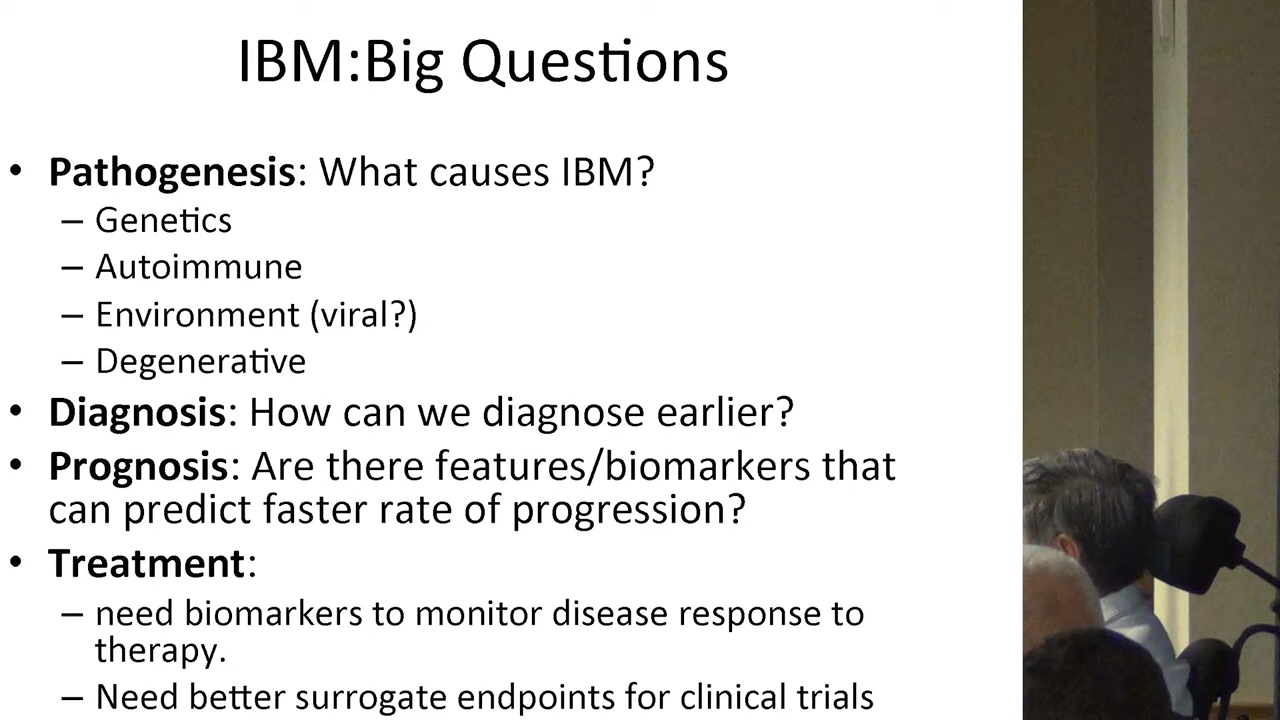 IBM:Big Questions
• Pathogenesis: What causes IBM?
– Genetics
– Autoimmune
– Environment (viral?)
– Degenerative
• Diagnosis: How can we diagnose earlier?
• Prognosis: Are there features/biomarkers that
can predict faster rate of progression?
• Treatment:
– need biomarkers to monitor disease response to
therapy.
– Need better surrogate endpoints for clinical trials